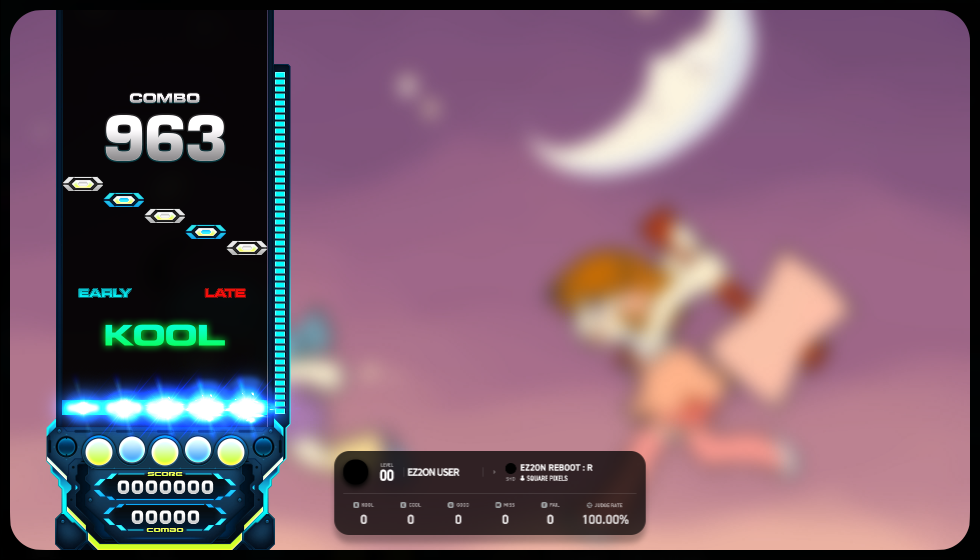 COMBO
963
EARLY LATE
KOOL
SCORE
0000000
00000
COMBO
LEVEL
00
EZ2ON USER
EZ2ON REBOOT : R
SQUARE PIXELS
KOOL COOL GOOD MISS FAIL JUDGE RATE
0 0 0 0 0 100.00%